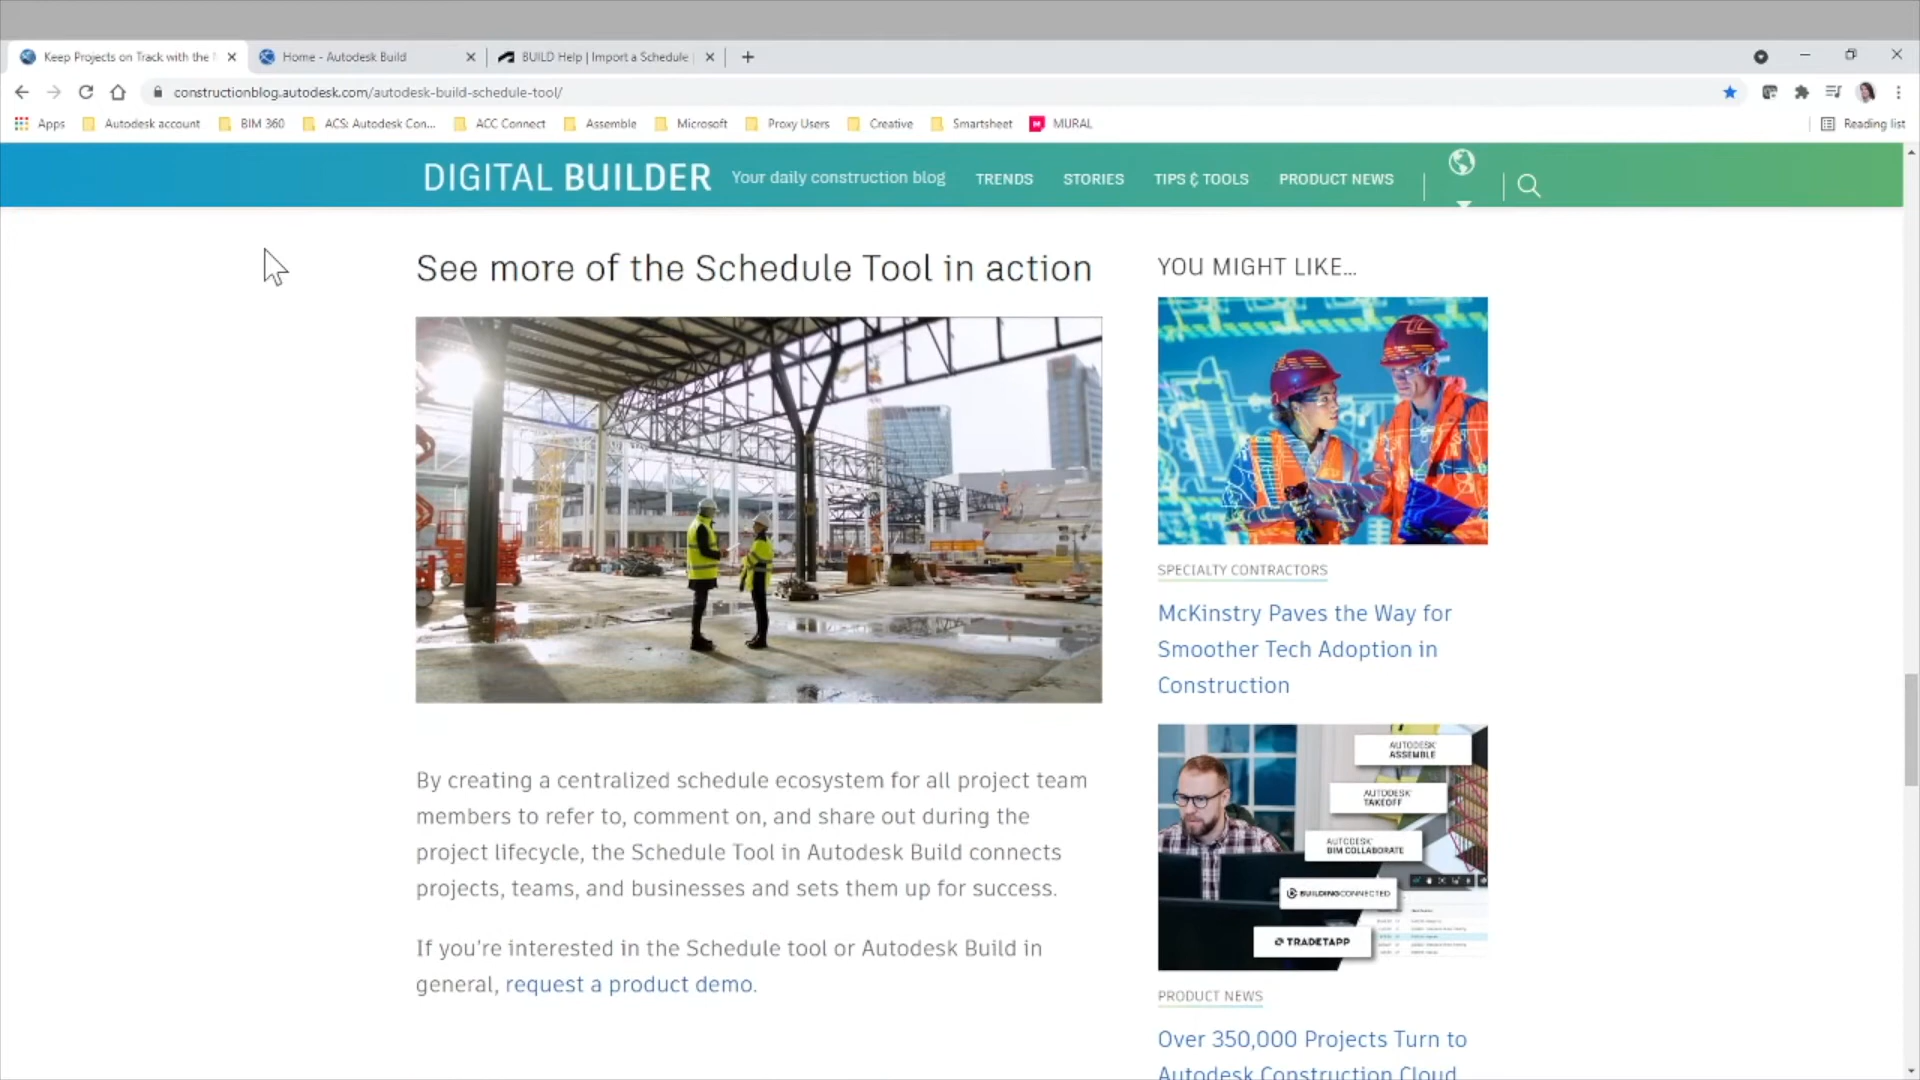 Keep Projects on Track with the
Home - Autodesk Build
BUILD Help | Import a Schedule
constructionblog.autodesk.com/autodesk-build-schedule-tool/
Apps
Autodesk account
BIM 360
ACS: Autodesk Con...
ACC Connect
Assemble
Microsoft
Proxy Users
Creative
Smartsheet
MURAL
Reading list
DIGITAL BUILDER
Your daily construction blog
TRENDS
STORIES
TIPS & TOOLS
PRODUCT NEWS
See more of the Schedule Tool in action
By creating a centralized schedule ecosystem for all project team
members to refer to, comment on, and share out during the
project lifecycle, the Schedule Tool in Autodesk Build connects
projects, teams, and businesses and sets them up for success.
If you're interested in the Schedule tool or Autodesk Build in
general, request a product demo.
YOU MIGHT LIKE...
SPECIALTY CONTRACTORS
McKinstry Paves the Way for
Smoother Tech Adoption in
Construction
AUTODESK
ASSEMBLE
AUTODESK
TAKEOFF
AUTODESK
BIM COLLABORATE
BUILDINGCONNECTED
TRADETAPP
PRODUCT NEWS
Over 350,000 Projects Turn to
Autodesk Construction Cloud